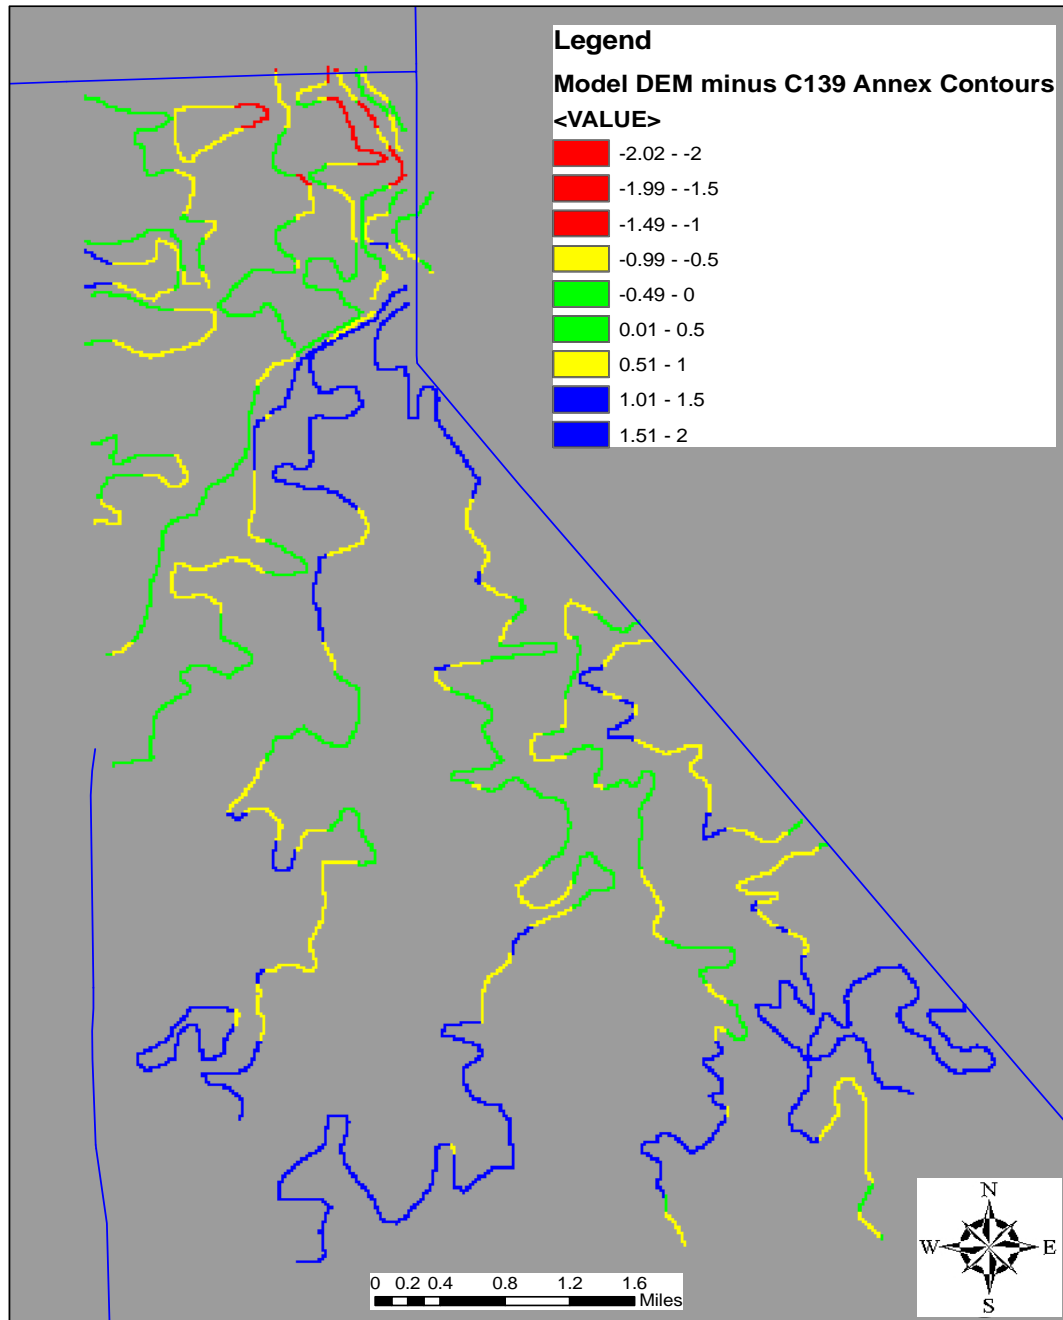 Legend
Model DEM minus C139 Annex Contours
<VALUE>
-2.02 - -2
-1.99 - -1.5
-1.49 - -1
-0.99 - -0.5
-0.49 - 0
0.01 - 0.5
0.51 - 1
1.01 - 1.5
1.51 - 2
N
W E
S
0 0.2 0.4 0.8 1.2 1.6
Miles